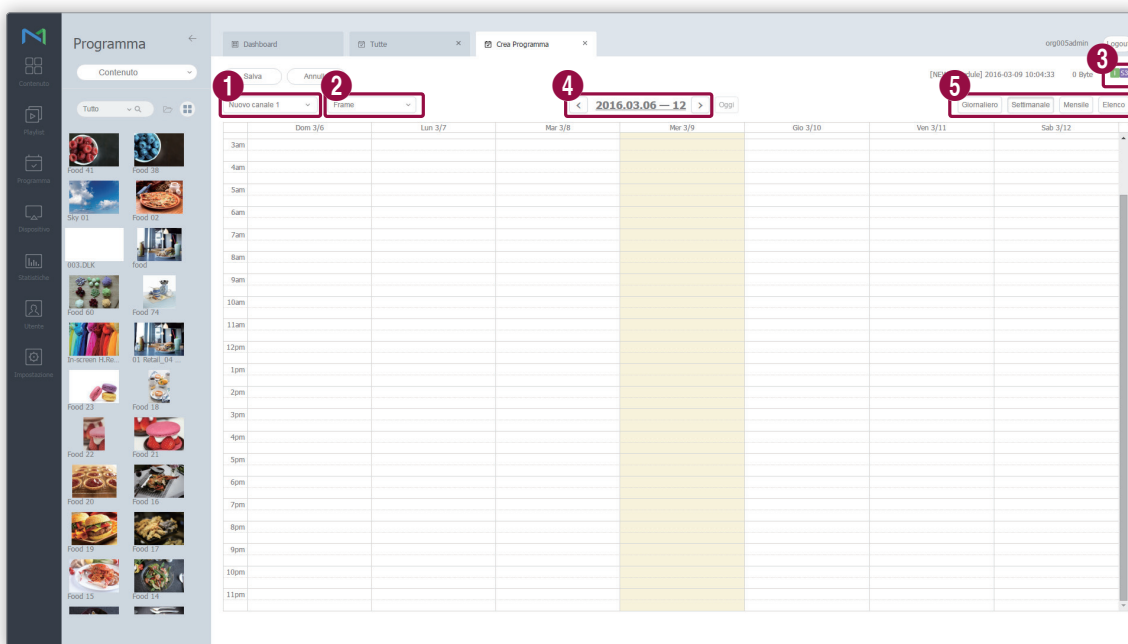 Programma
Contenuto
Tutto
Contenuto
Playlist
Programma
Dispositivo
Statistiche
Utente
Impostazione
Food 41
Food 38
Sky 01
Food 02
003.DLK
food
Food 60
Food 74
In-screen H.Re...
01 Retail_04 ...
Food 23
Food 18
Food 22
Food 21
Food 20
Food 16
Food 19
Food 17
Food 15
Food 14
Dashboard
Tutte
Crea Programma
org005admin
Logout
Salva
2016-03-09 10:04:33
0 Byte
1
2
3
4
5
Nuovo canale 1
Frame
2016.03.06 — 12
Oggi
Giornaliero
Settimanale
Mensile
Elenco
Dom 3/6
Lun 3/7
Mar 3/8
Mer 3/9
Gio 3/10
Ven 3/11
Sab 3/12
3am
4am
5am
6am
7am
8am
9am
10am
11am
12pm
1pm
2pm
3pm
4pm
5pm
6pm
7pm
8pm
9pm
10pm
11pm